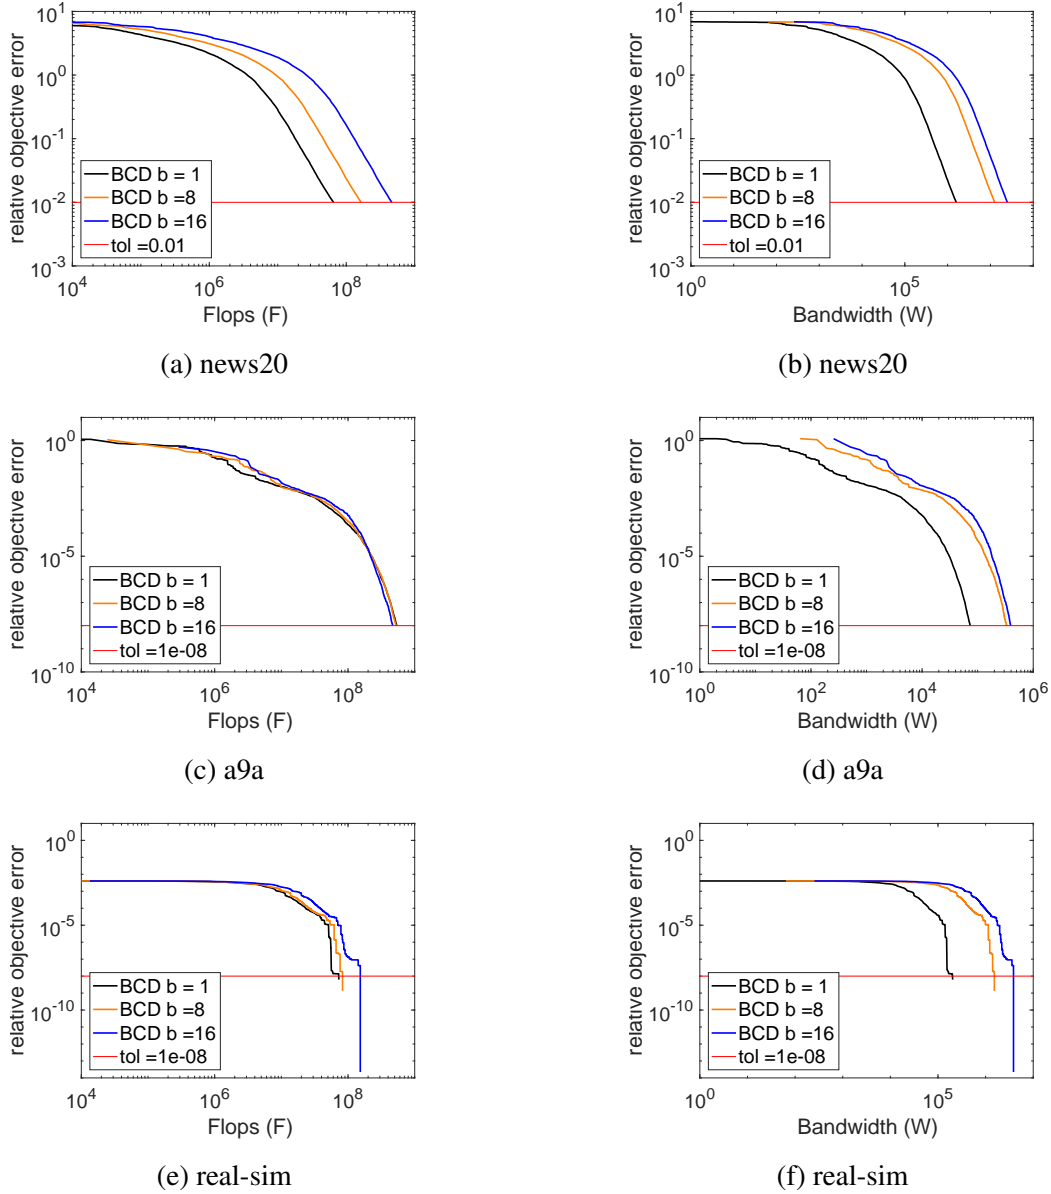 10^1
10^0
10^-1
10^-2
10^-3
relative objective error
BCD b = 1
BCD b =8
BCD b =16
tol =0.01
10^4
10^6
10^8
Flops (F)
(a) news20
10^1
10^0
10^-1
10^-2
10^-3
relative objective error
BCD b = 1
BCD b =8
BCD b =16
tol =0.01
10^0
10^5
Bandwidth (W)
(b) news20
10^0
10^-5
10^-10
relative objective error
BCD b = 1
BCD b =8
BCD b =16
tol =1e-08
10^4
10^6
10^8
Flops (F)
(c) a9a
10^0
10^-5
10^-10
relative objective error
BCD b = 1
BCD b =8
BCD b =16
tol =1e-08
10^0
10^2
10^4
10^6
Bandwidth (W)
(d) a9a
10^0
10^-5
10^-10
relative objective error
BCD b = 1
BCD b =8
BCD b =16
tol =1e-08
10^4
10^6
10^8
Flops (F)
(e) real-sim
10^0
10^-5
10^-10
relative objective error
BCD b = 1
BCD b =8
BCD b =16
tol =1e-08
10^0
10^5
Bandwidth (W)
(f) real-sim